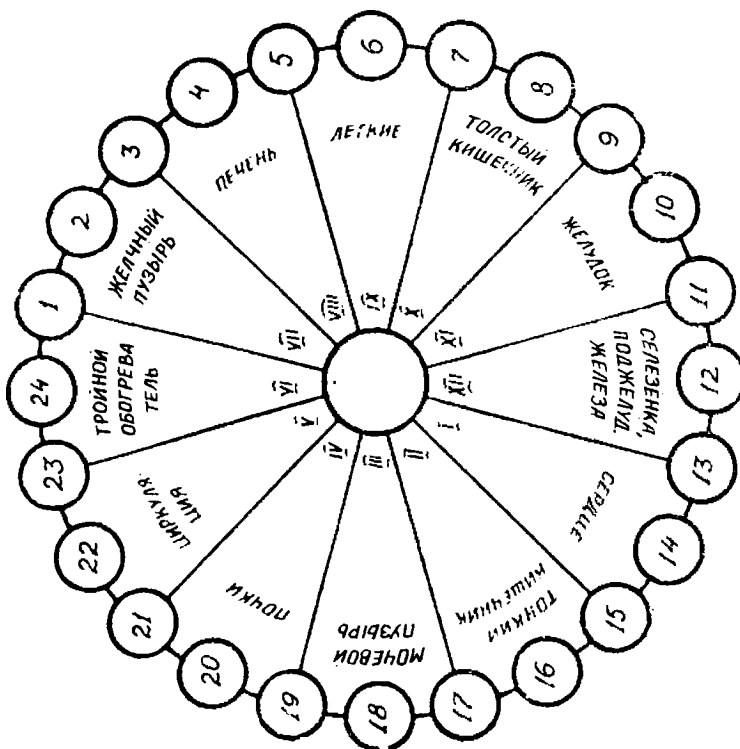 1
2
3
4
5
6
7
8
9
10
11
12
13
14
15
16
17
18
19
20
21
22
23
24
ЖЕЛЧНЫЙ
ПУЗЫРЬ
ПЕЧЕНЬ
ЛЕГКИЕ
ТОЛСТЫЙ
КИШЕЧНИК
ЖЕЛУДОК
СЕЛЕЗЕНКА,
ПОДЖЕЛУД.
ЖЕЛЕЗА
СЕРДЦЕ
ТОНКИЙ
КИШЕЧНИК
МОЧЕВОЙ
ПУЗЫРЬ
ПОЧКИ
ЦИРКУЛЯ-
ЦИЯ
ТРОЙНОЙ
ОБОГРЕВА
ТЕЛЬ
VII
VIII
IX
X
XI
XII
I
II
III
IV
V
VI